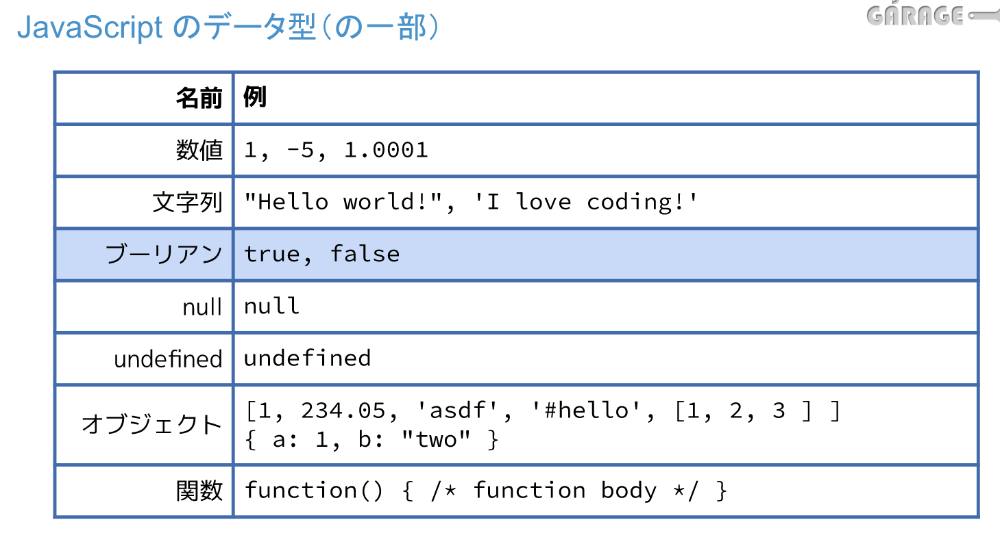 JavaScript のデータ型（の一部）
GARAGE
名前 例
数値 1, -5, 1.0001
文字列 "Hello world!", 'I love coding!'
ブーリアン true, false
null null
undefined undefined
オブジェクト [1, 234.05, 'asdf', '#hello', [1, 2, 3 ] ]
{ a: 1, b: "two" }
関数 function() { /* function body */ }